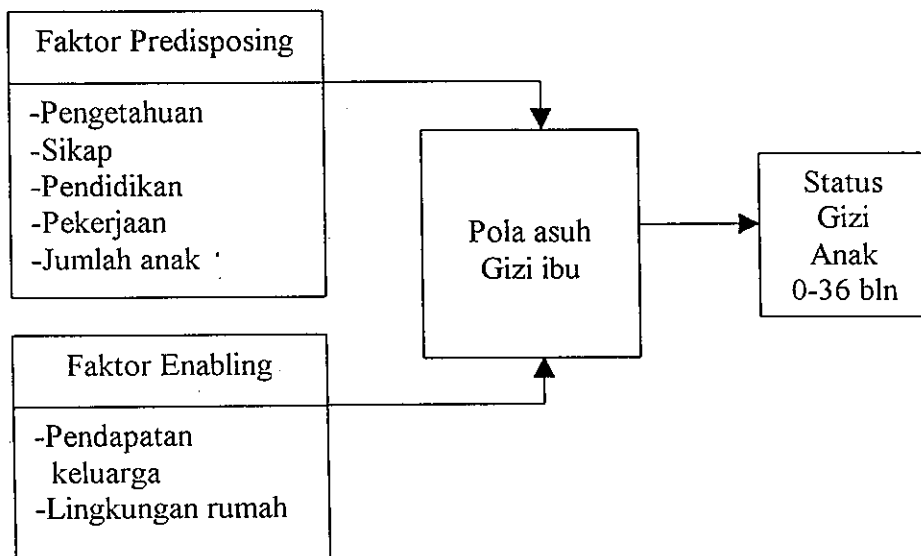 Faktor Predisposing
-Pengetahuan
-Sikap
-Pendidikan
-Pekerjaan
-Jumlah anak
Pola asuh
Gizi ibu
Status
Gizi
Anak
0-36 bln
Faktor Enabling
-Pendapatan
keluarga
-Lingkungan rumah